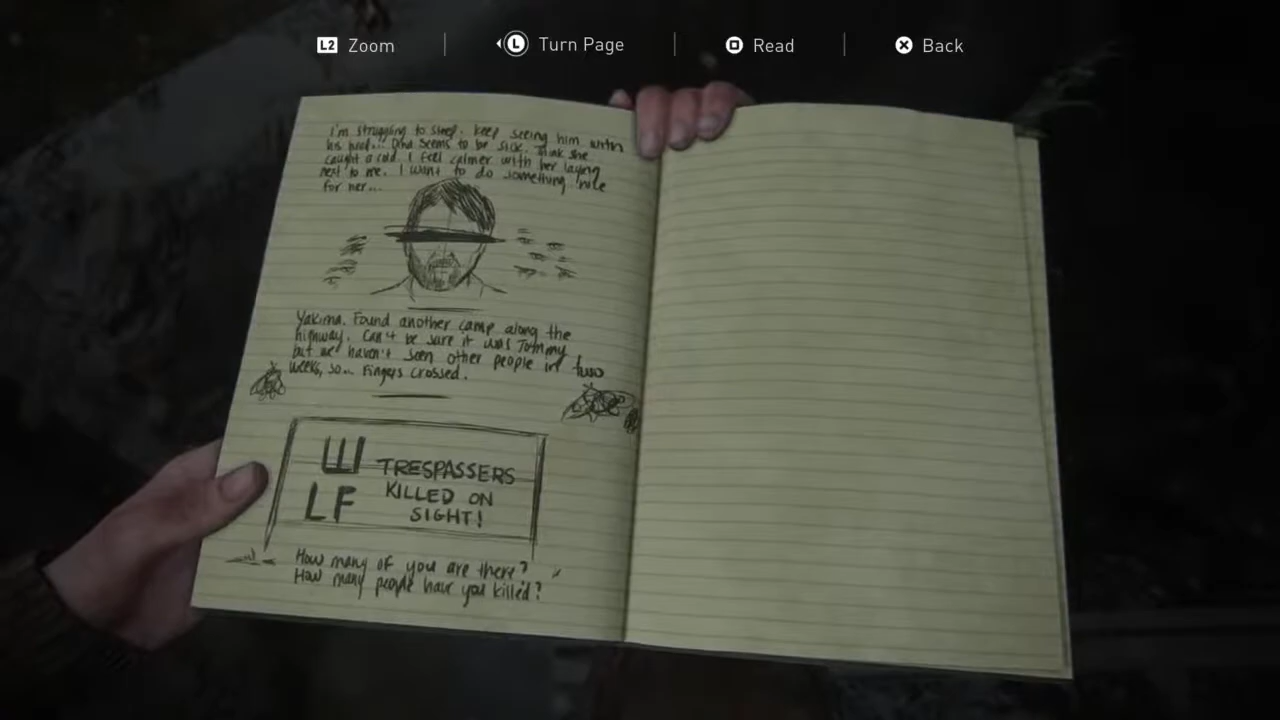 L2 Zoom
L Turn Page
Read
Back
I'm struggling to sleep. Keep seeing him with
his head... Dina seems to be sick. Think she
caught a cold. I feel calmer with her laying
next to me. I want to do something nice
for her...
Yakima. Found another camp along the
highway. Can't be sure it was Tommy
but we haven't seen other people in two
weeks, so... Fingers crossed.
W TRESPASSERS
LF KILLED ON
SIGHT!
How many of you are there?
How many people have you killed?